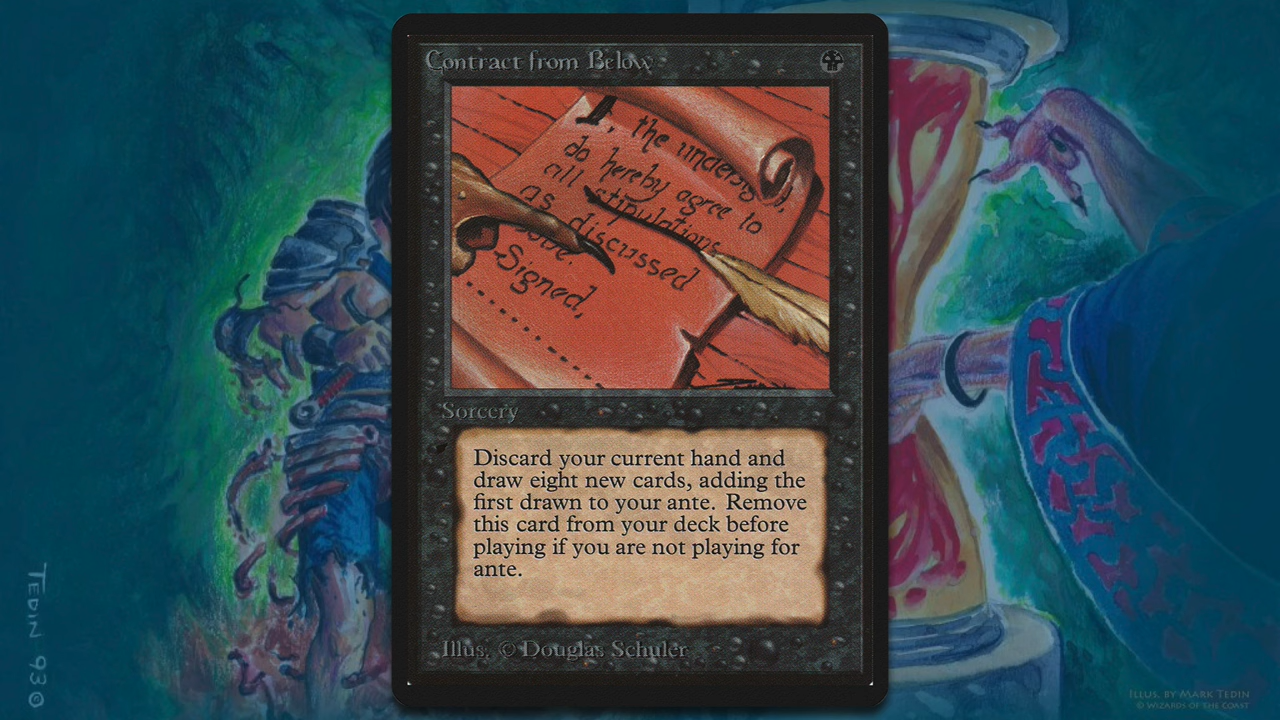 Contract from Below
I, the undersigned,
do hereby agree to
all stipulations
as discussed
Signed,
Sorcery
Discard your current hand and
draw eight new cards, adding the
first drawn to your ante. Remove
this card from your deck before
playing if you are not playing for
ante.
Illus. © Douglas Schuler
TEDIN 93©
ILLUS. BY MARK TEDIN
© WIZARDS OF THE COAST